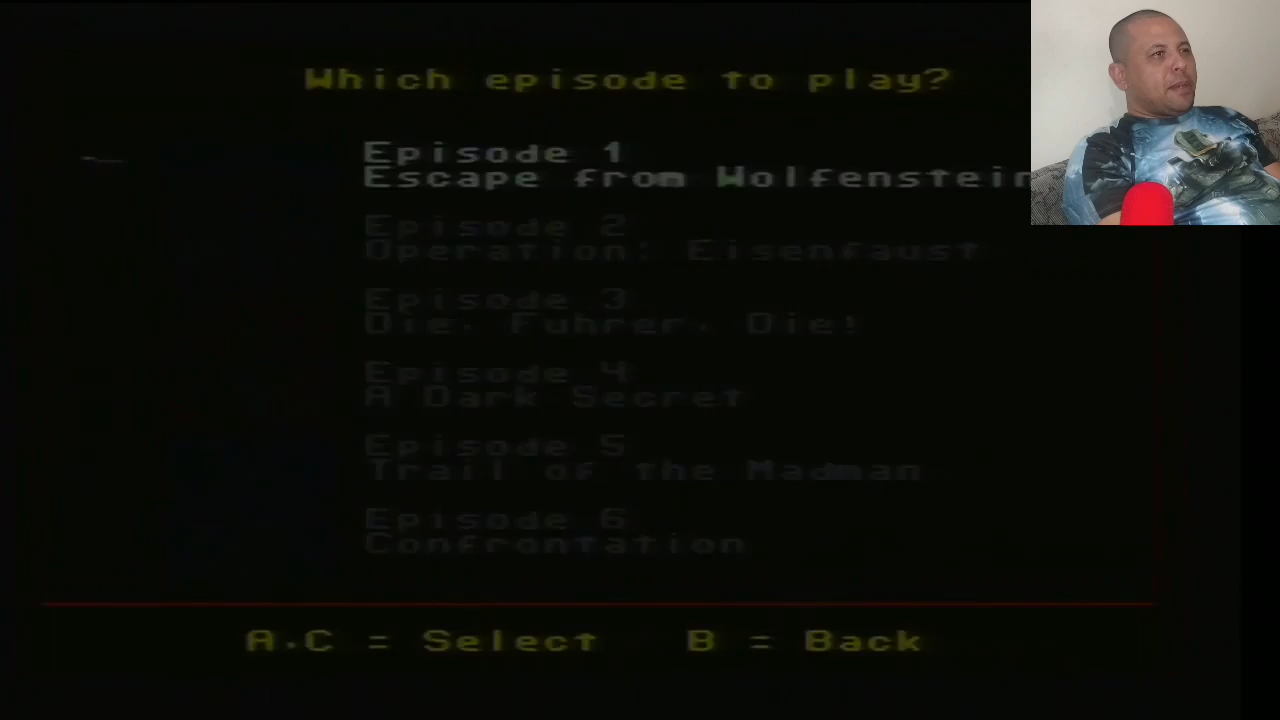 Which episode to play?
Episode 1
Escape from Wolfenstein
Episode 2
Operation: Eisenfaust
Episode 3
Die, Fuhrer, Die!
Episode 4
A Dark Secret
Episode 5
Trail of the Madman
Episode 6
Confrontation
A,C = Select B = Back